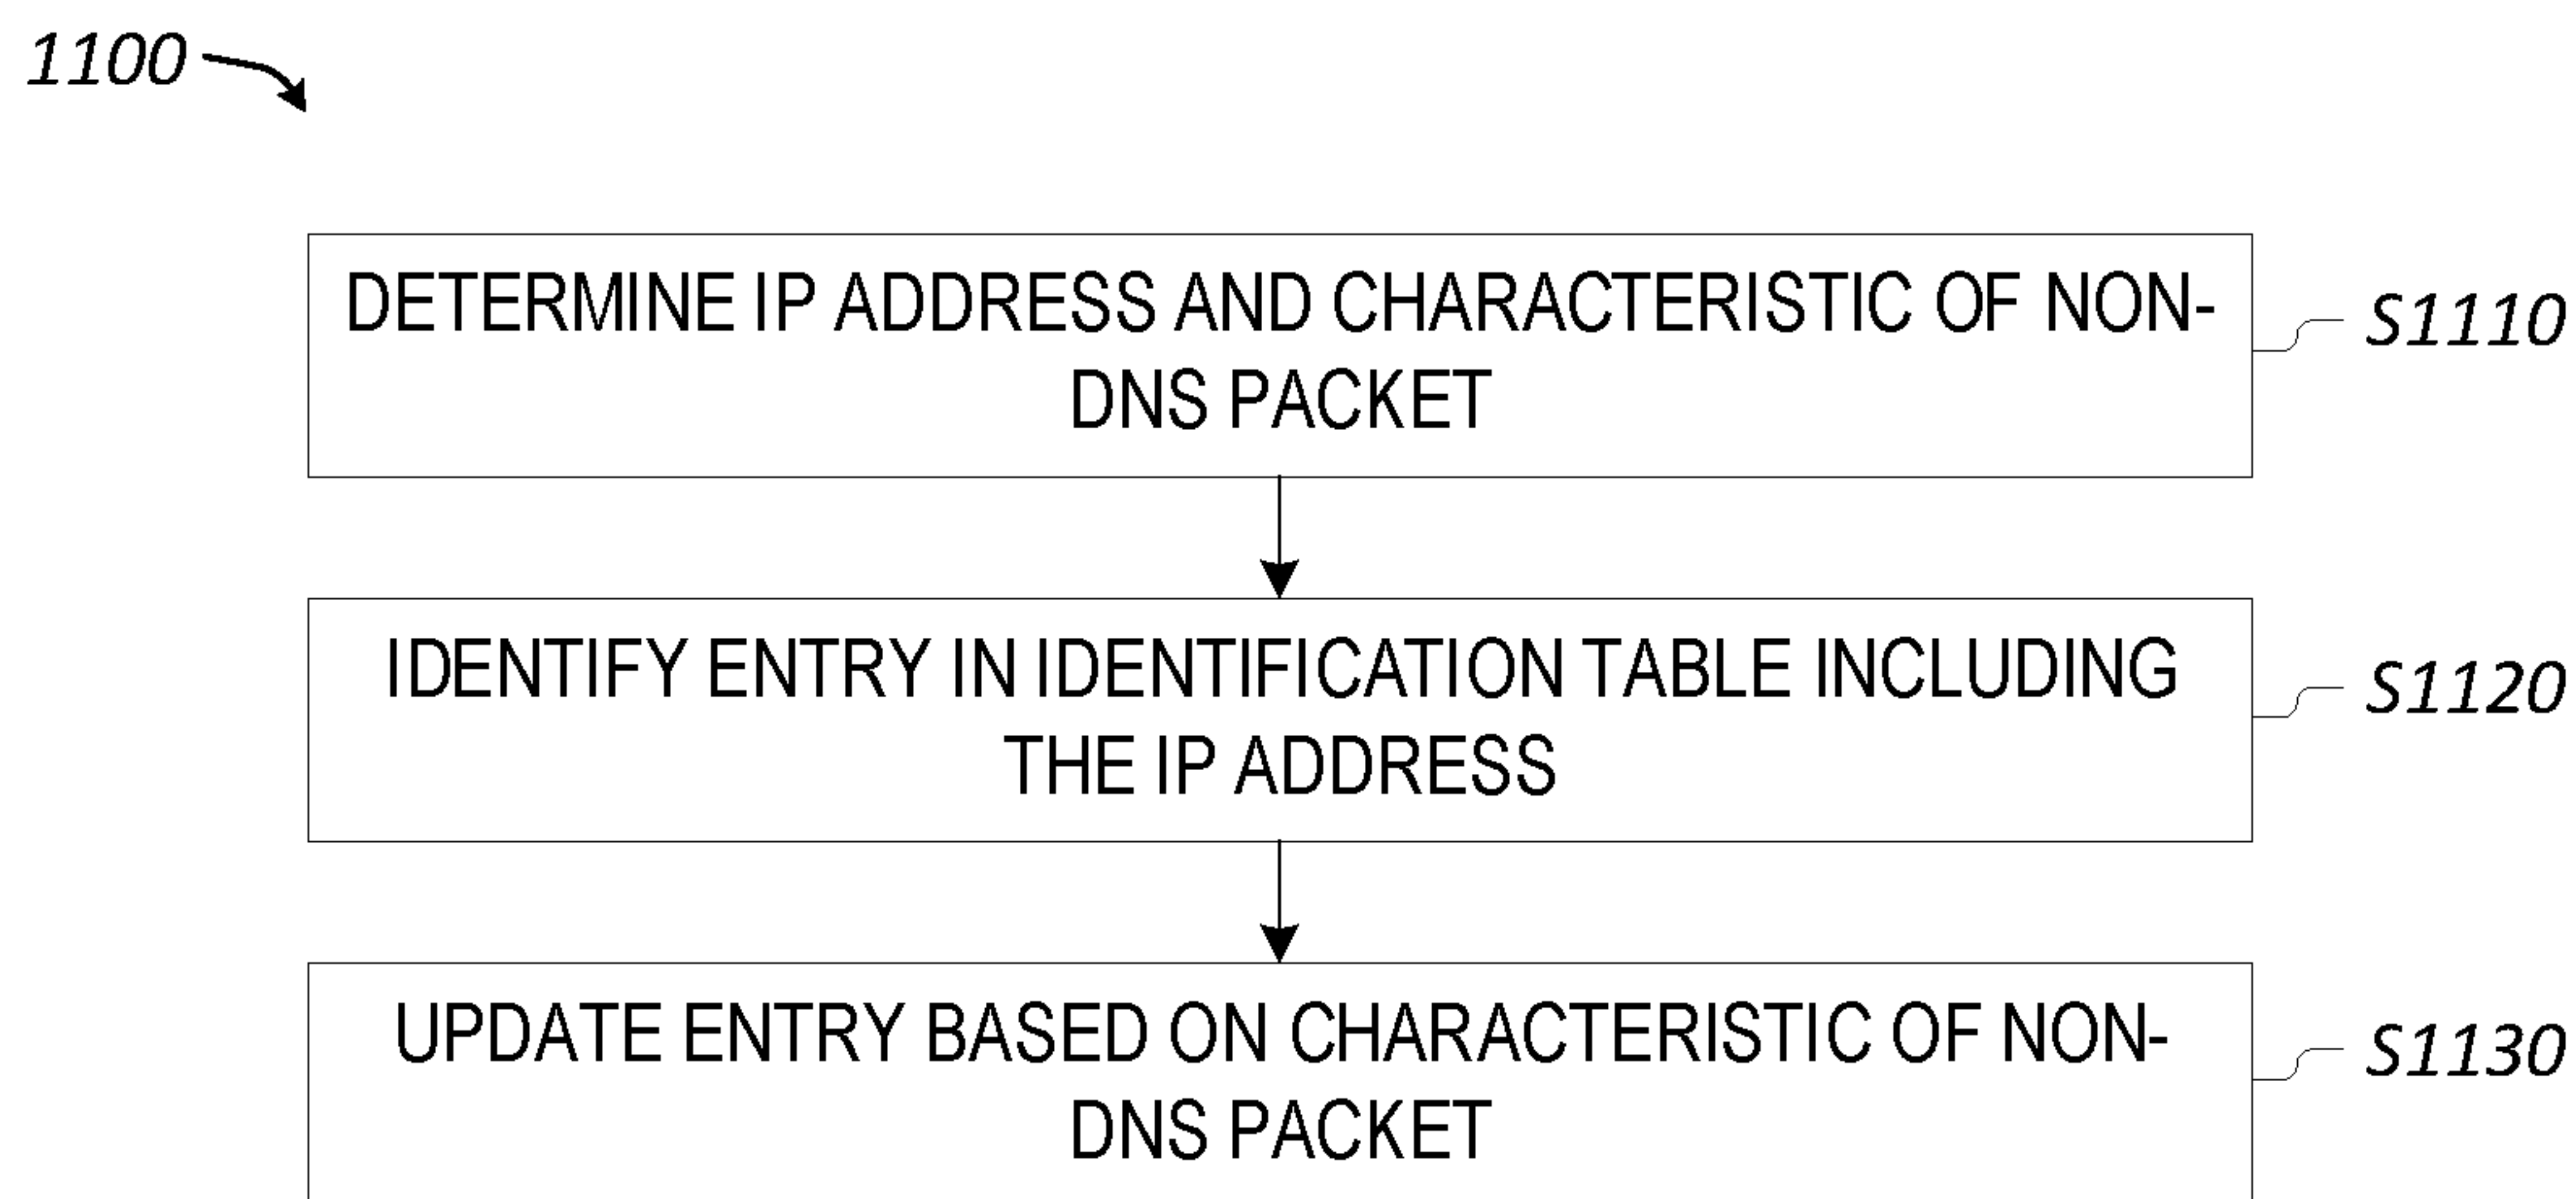 1100
DETERMINE IP ADDRESS AND CHARACTERISTIC OF NON-
DNS PACKET
S1110
IDENTIFY ENTRY IN IDENTIFICATION TABLE INCLUDING
THE IP ADDRESS
S1120
UPDATE ENTRY BASED ON CHARACTERISTIC OF NON-
DNS PACKET
S1130